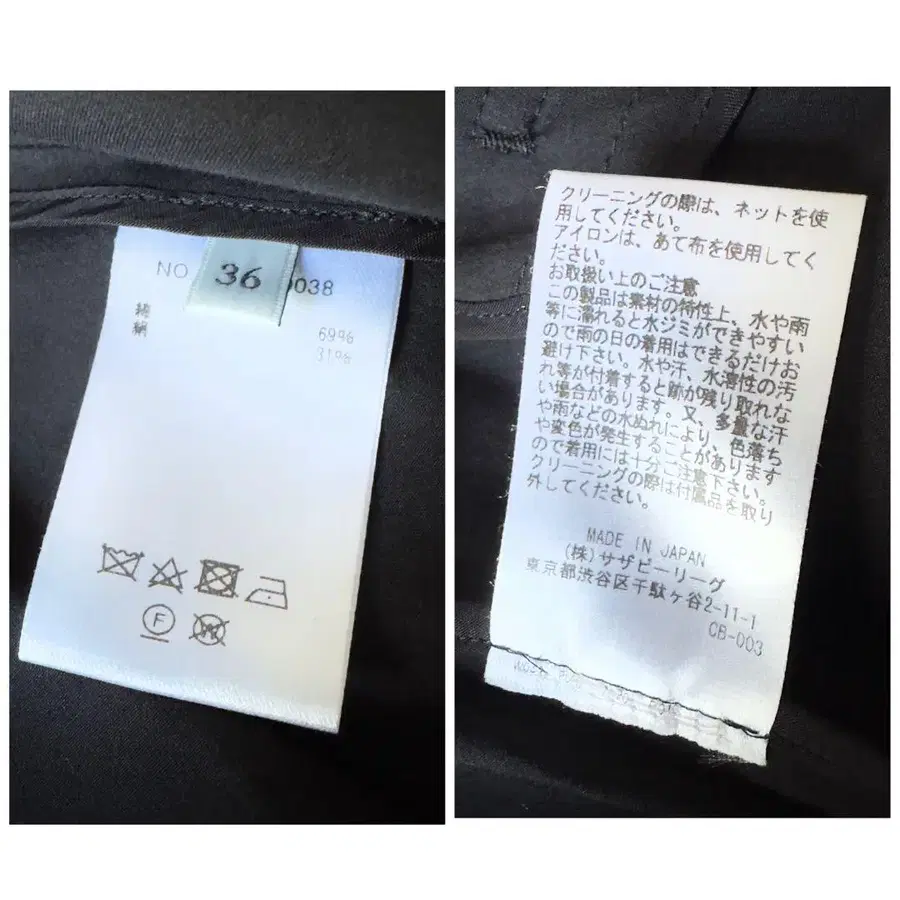 NO
36
0038
綿 69%
絹 31%
F
W
クリーニングの際は、ネットを使
用してください。
アイロンは、あて布を使用してく
ださい。
お取扱い上のご注意
この製品は素材の特性上、水や雨
等に濡れると水ジミができやすい
ので雨の日の着用はできるだけお
避け下さい。水や汗、水溶性の汚
れ等が付着すると跡が残り取れな
い場合があります。又、多量な汗
や雨などの水ぬれにより、色落ち
や変色が発生することがあります
ので着用には十分ご注意下さい。
クリーニングの際は付属品を取り
外してください。
MADE IN JAPAN
(株)サザビーリーグ
東京都渋谷区千駄ヶ谷2-11-1
CB-003